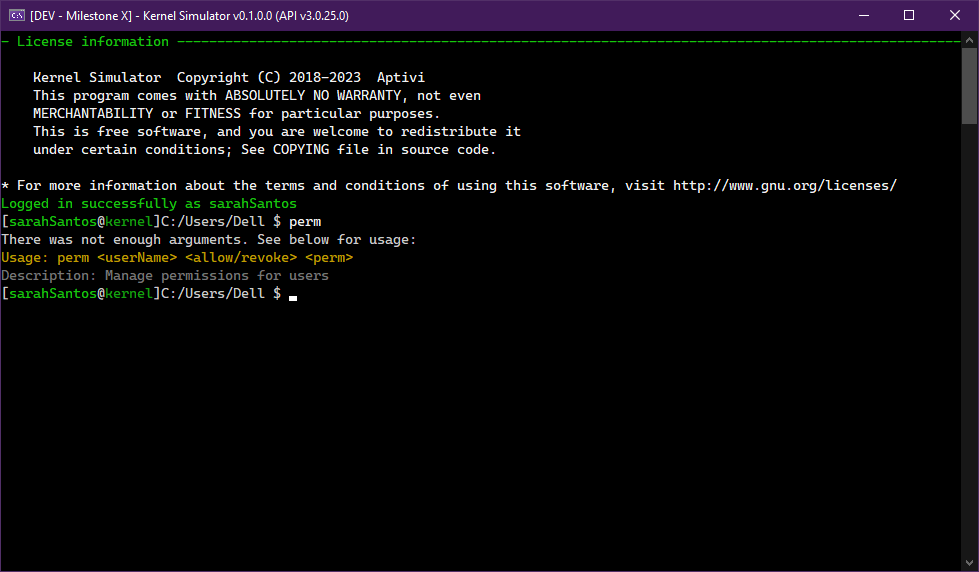 [DEV - Milestone X] - Kernel Simulator v0.1.0.0 (API v3.0.25.0)
- License information
Kernel Simulator  Copyright (C) 2018-2023  Aptivi
This program comes with ABSOLUTELY NO WARRANTY, not even
MERCHANTABILITY or FITNESS for particular purposes.
This is free software, and you are welcome to redistribute it
under certain conditions; See COPYING file in source code.
* For more information about the terms and conditions of using this software, visit http://www.gnu.org/licenses/
Logged in successfully as sarahSantos
[sarahSantos@kernel]C:/Users/Dell $ perm
There was not enough arguments. See below for usage:
Usage: perm <userName> <allow/revoke> <perm>
Description: Manage permissions for users
[sarahSantos@kernel]C:/Users/Dell $